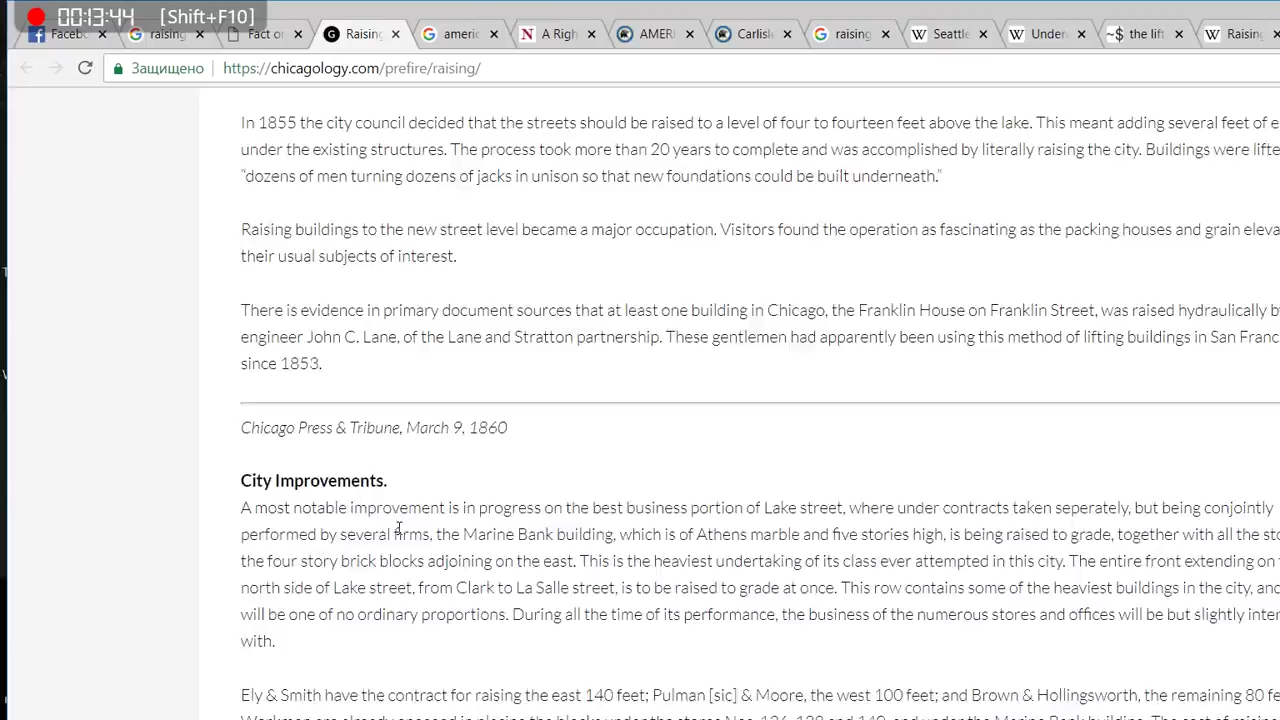 00:13:44 [Shift+F10]
Faceb
raising
Fact or
Raising
americ
A Righ
AMERI
Carlisle
raising
Seattle
Under
~$ the lift
Raising
Защищено https://chicagology.com/prefire/raising/
In 1855 the city council decided that the streets should be raised to a level of four to fourteen feet above the lake. This meant adding several feet of e
under the existing structures. The process took more than 20 years to complete and was accomplished by literally raising the city. Buildings were lifte
“dozens of men turning dozens of jacks in unison so that new foundations could be built underneath.”
Raising buildings to the new street level became a major occupation. Visitors found the operation as fascinating as the packing houses and grain eleva
their usual subjects of interest.
There is evidence in primary document sources that at least one building in Chicago, the Franklin House on Franklin Street, was raised hydraulically b
engineer John C. Lane, of the Lane and Stratton partnership. These gentlemen had apparently been using this method of lifting buildings in San Franc
since 1853.
Chicago Press & Tribune, March 9, 1860
City Improvements.
A most notable improvement is in progress on the best business portion of Lake street, where under contracts taken seperately, but being conjointly
performed by several firms, the Marine Bank building, which is of Athens marble and five stories high, is being raised to grade, together with all the sto
the four story brick blocks adjoining on the east. This is the heaviest undertaking of its class ever attempted in this city. The entire front extending on
north side of Lake street, from Clark to La Salle street, is to be raised to grade at once. This row contains some of the heaviest buildings in the city, and
will be one of no ordinary proportions. During all the time of its performance, the business of the numerous stores and offices will be but slightly inter
with.
Ely & Smith have the contract for raising the east 140 feet; Pulman [sic] & Moore, the west 100 feet; and Brown & Hollingsworth, the remaining 80 fe